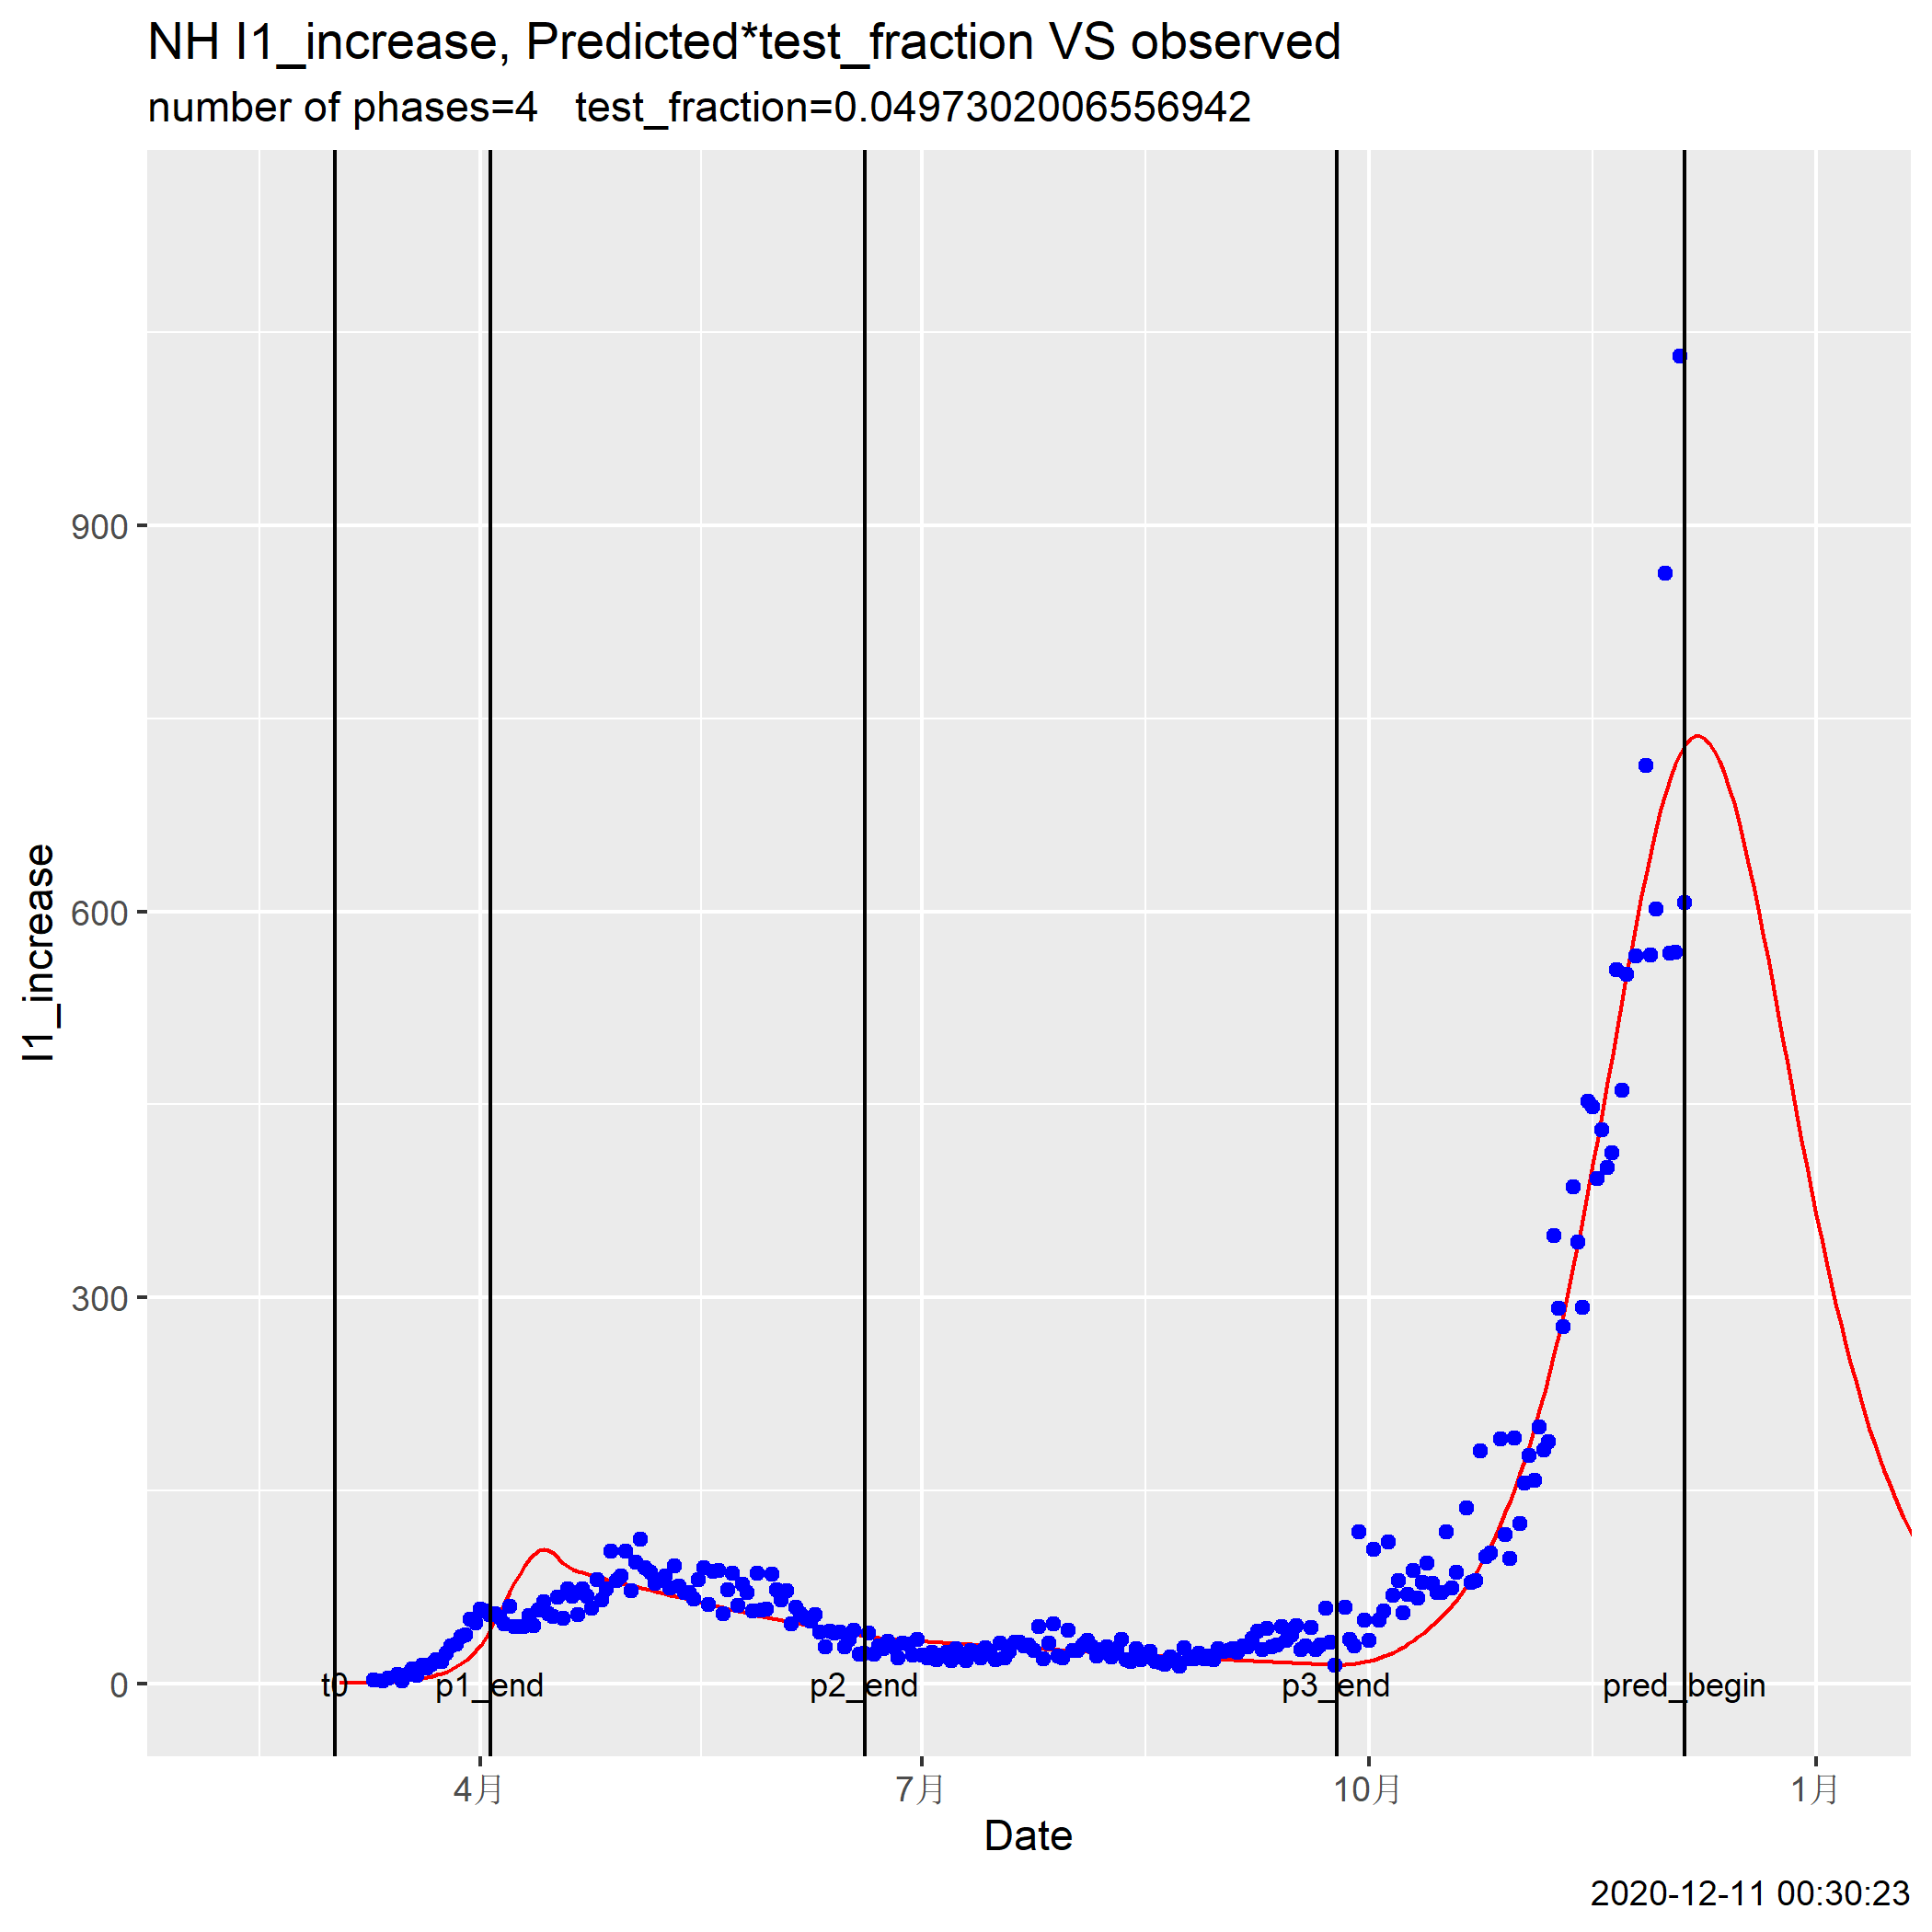 NH I1_increase, Predicted*test_fraction VS observed
number of phases=4 test_fraction=0.0497302006556942
I1_increase
900
600
300
0
t0 p1_end p2_end p3_end pred_begin
4月 7月 10月 1月
Date
2020-12-11 00:30:23